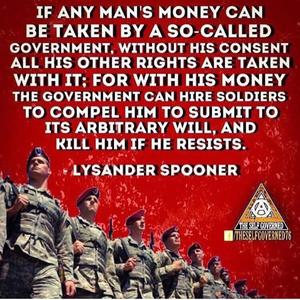 IF ANY MAN'S MONEY CAN
BE TAKEN BY A SO-CALLED
GOVERNMENT, WITHOUT HIS CONSENT
ALL HIS OTHER RIGHTS ARE TAKEN
WITH IT; FOR WITH HIS MONEY
THE GOVERNMENT CAN HIRE SOLDIERS
TO COMPEL HIM TO SUBMIT TO
ITS ARBITRARY WILL, AND
KILL HIM IF HE RESISTS.
- LYSANDER SPOONER
THE SELF GOVERNED
f/THESELFGOVERNED76